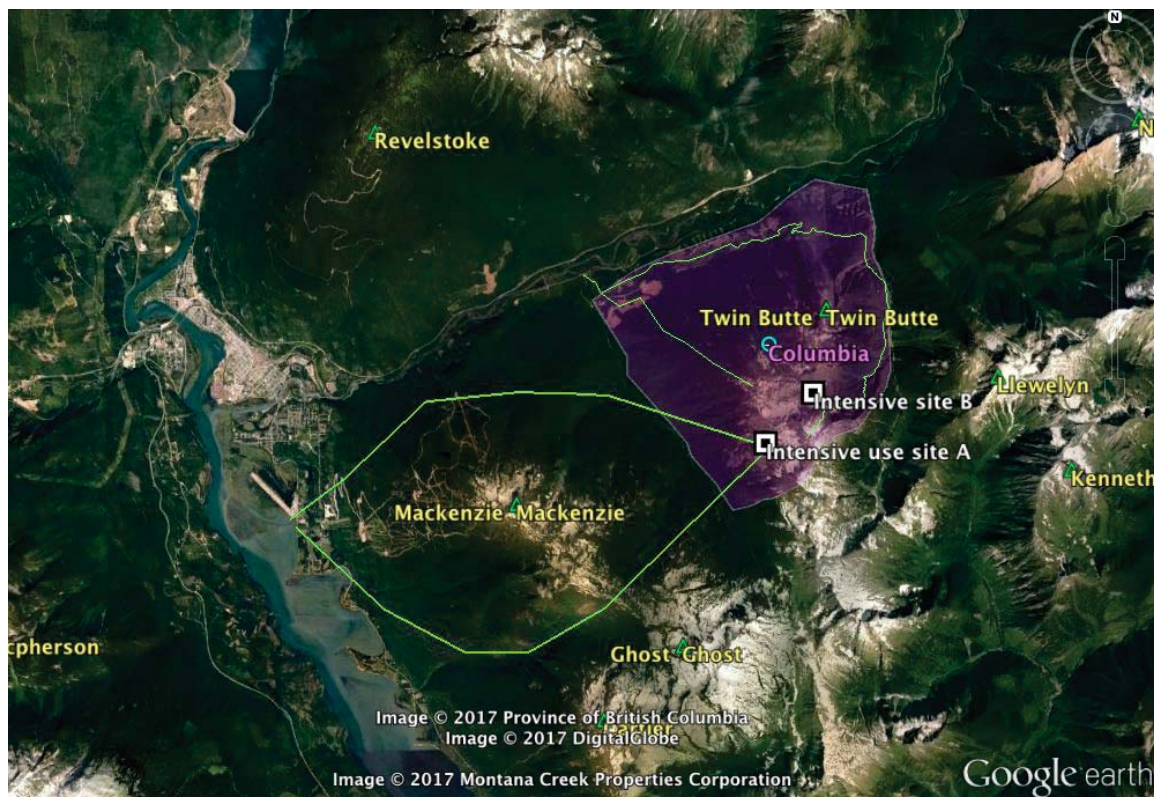 N
Revelstoke
N
Twin Butte Twin Butte
Columbia
Llewelyn
Intensive site B
Intensive use site A
Kenneth
Mackenzie Mackenzie
cpherson
Ghost Ghost
Image © 2017 Province of British Columbia
Cartier
Image © 2017 DigitalGlobe
Image © 2017 Montana Creek Properties Corporation
Google earth